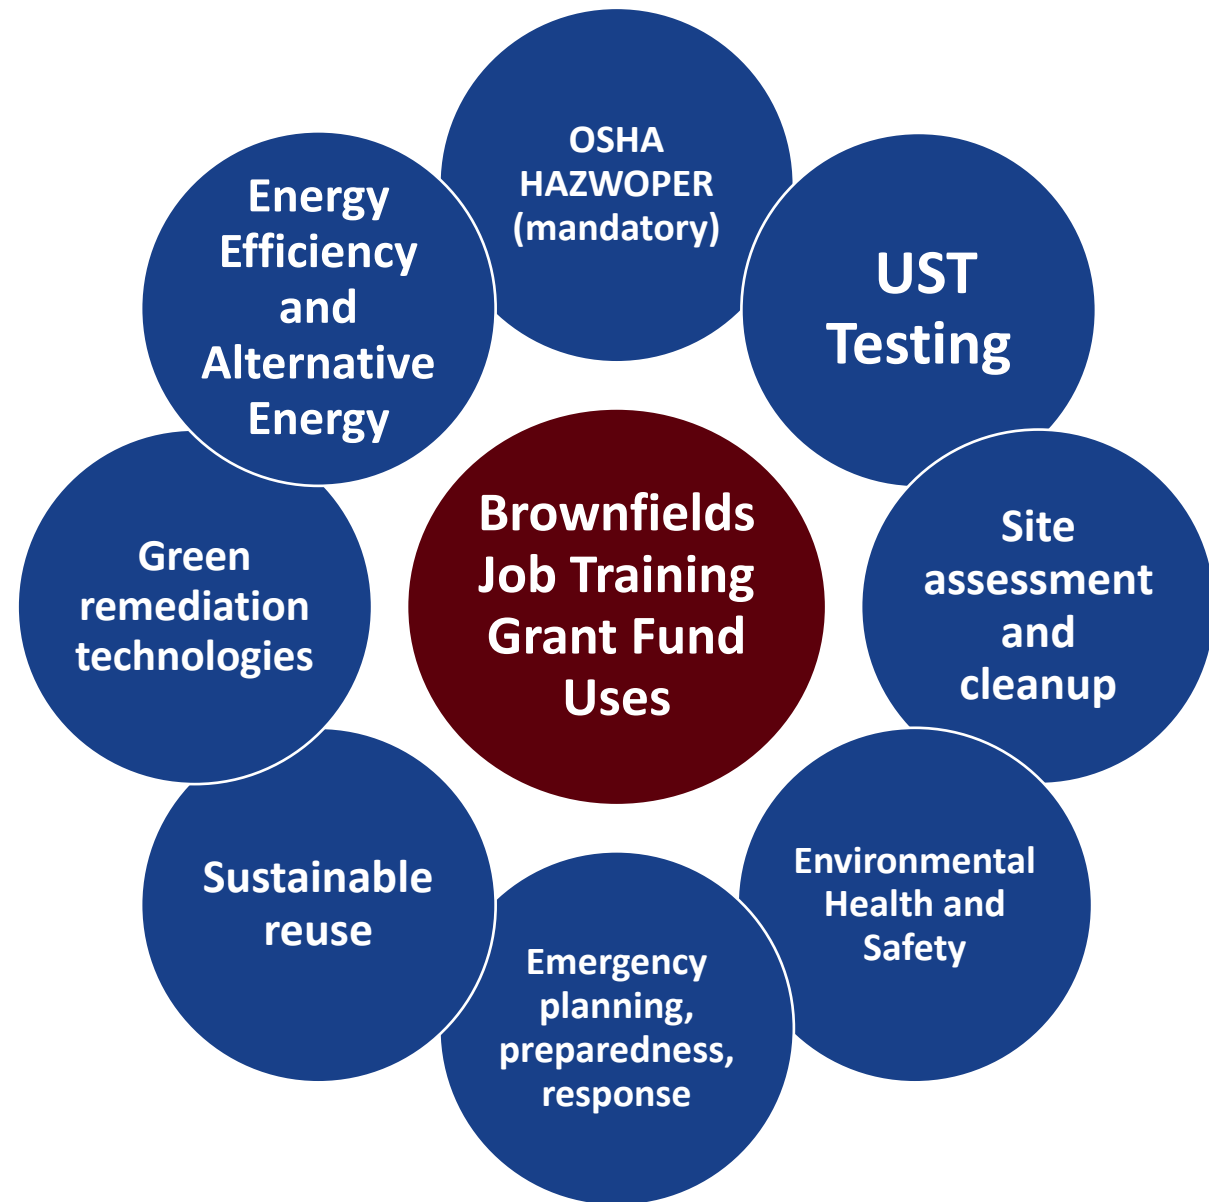 OSHA
HAZWOPER
(mandatory)
UST
Testing
Site
assessment
and
cleanup
Environmental
Health and
Safety
Emergency
planning,
preparedness,
response
Sustainable
reuse
Green
remediation
technologies
Energy
Efficiency
and
Alternative
Energy
Brownfields
Job Training
Grant Fund
Uses